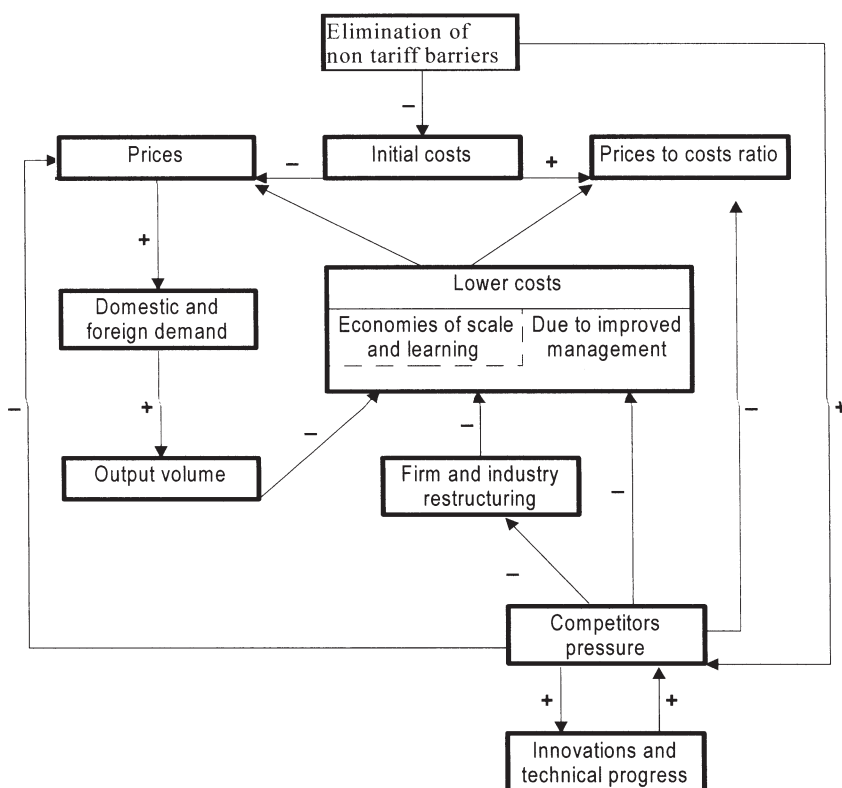 Elimination of
non tariff barriers
–
Prices
–
Initial costs
+
Prices to costs ratio
+
Domestic and
foreign demand
Lower costs
Economies of scale
and learning
Due to improved
management
–
+
–
–
–
+
Output volume
Firm and industry
restructuring
–
–
Competitors
pressure
+
+
Innovations and
technical progress